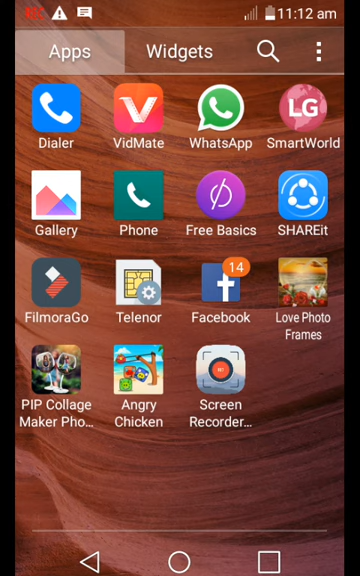 REC
11:12 am
Apps
Widgets
Dialer
VidMate
WhatsApp
LG
SmartWorld
Gallery
Phone
Free Basics
SHAREit
FilmoraGo
Telenor
14
Facebook
Love Photo
Frames
PIP Collage
Maker Pho...
Angry
Chicken
Screen
Recorder...